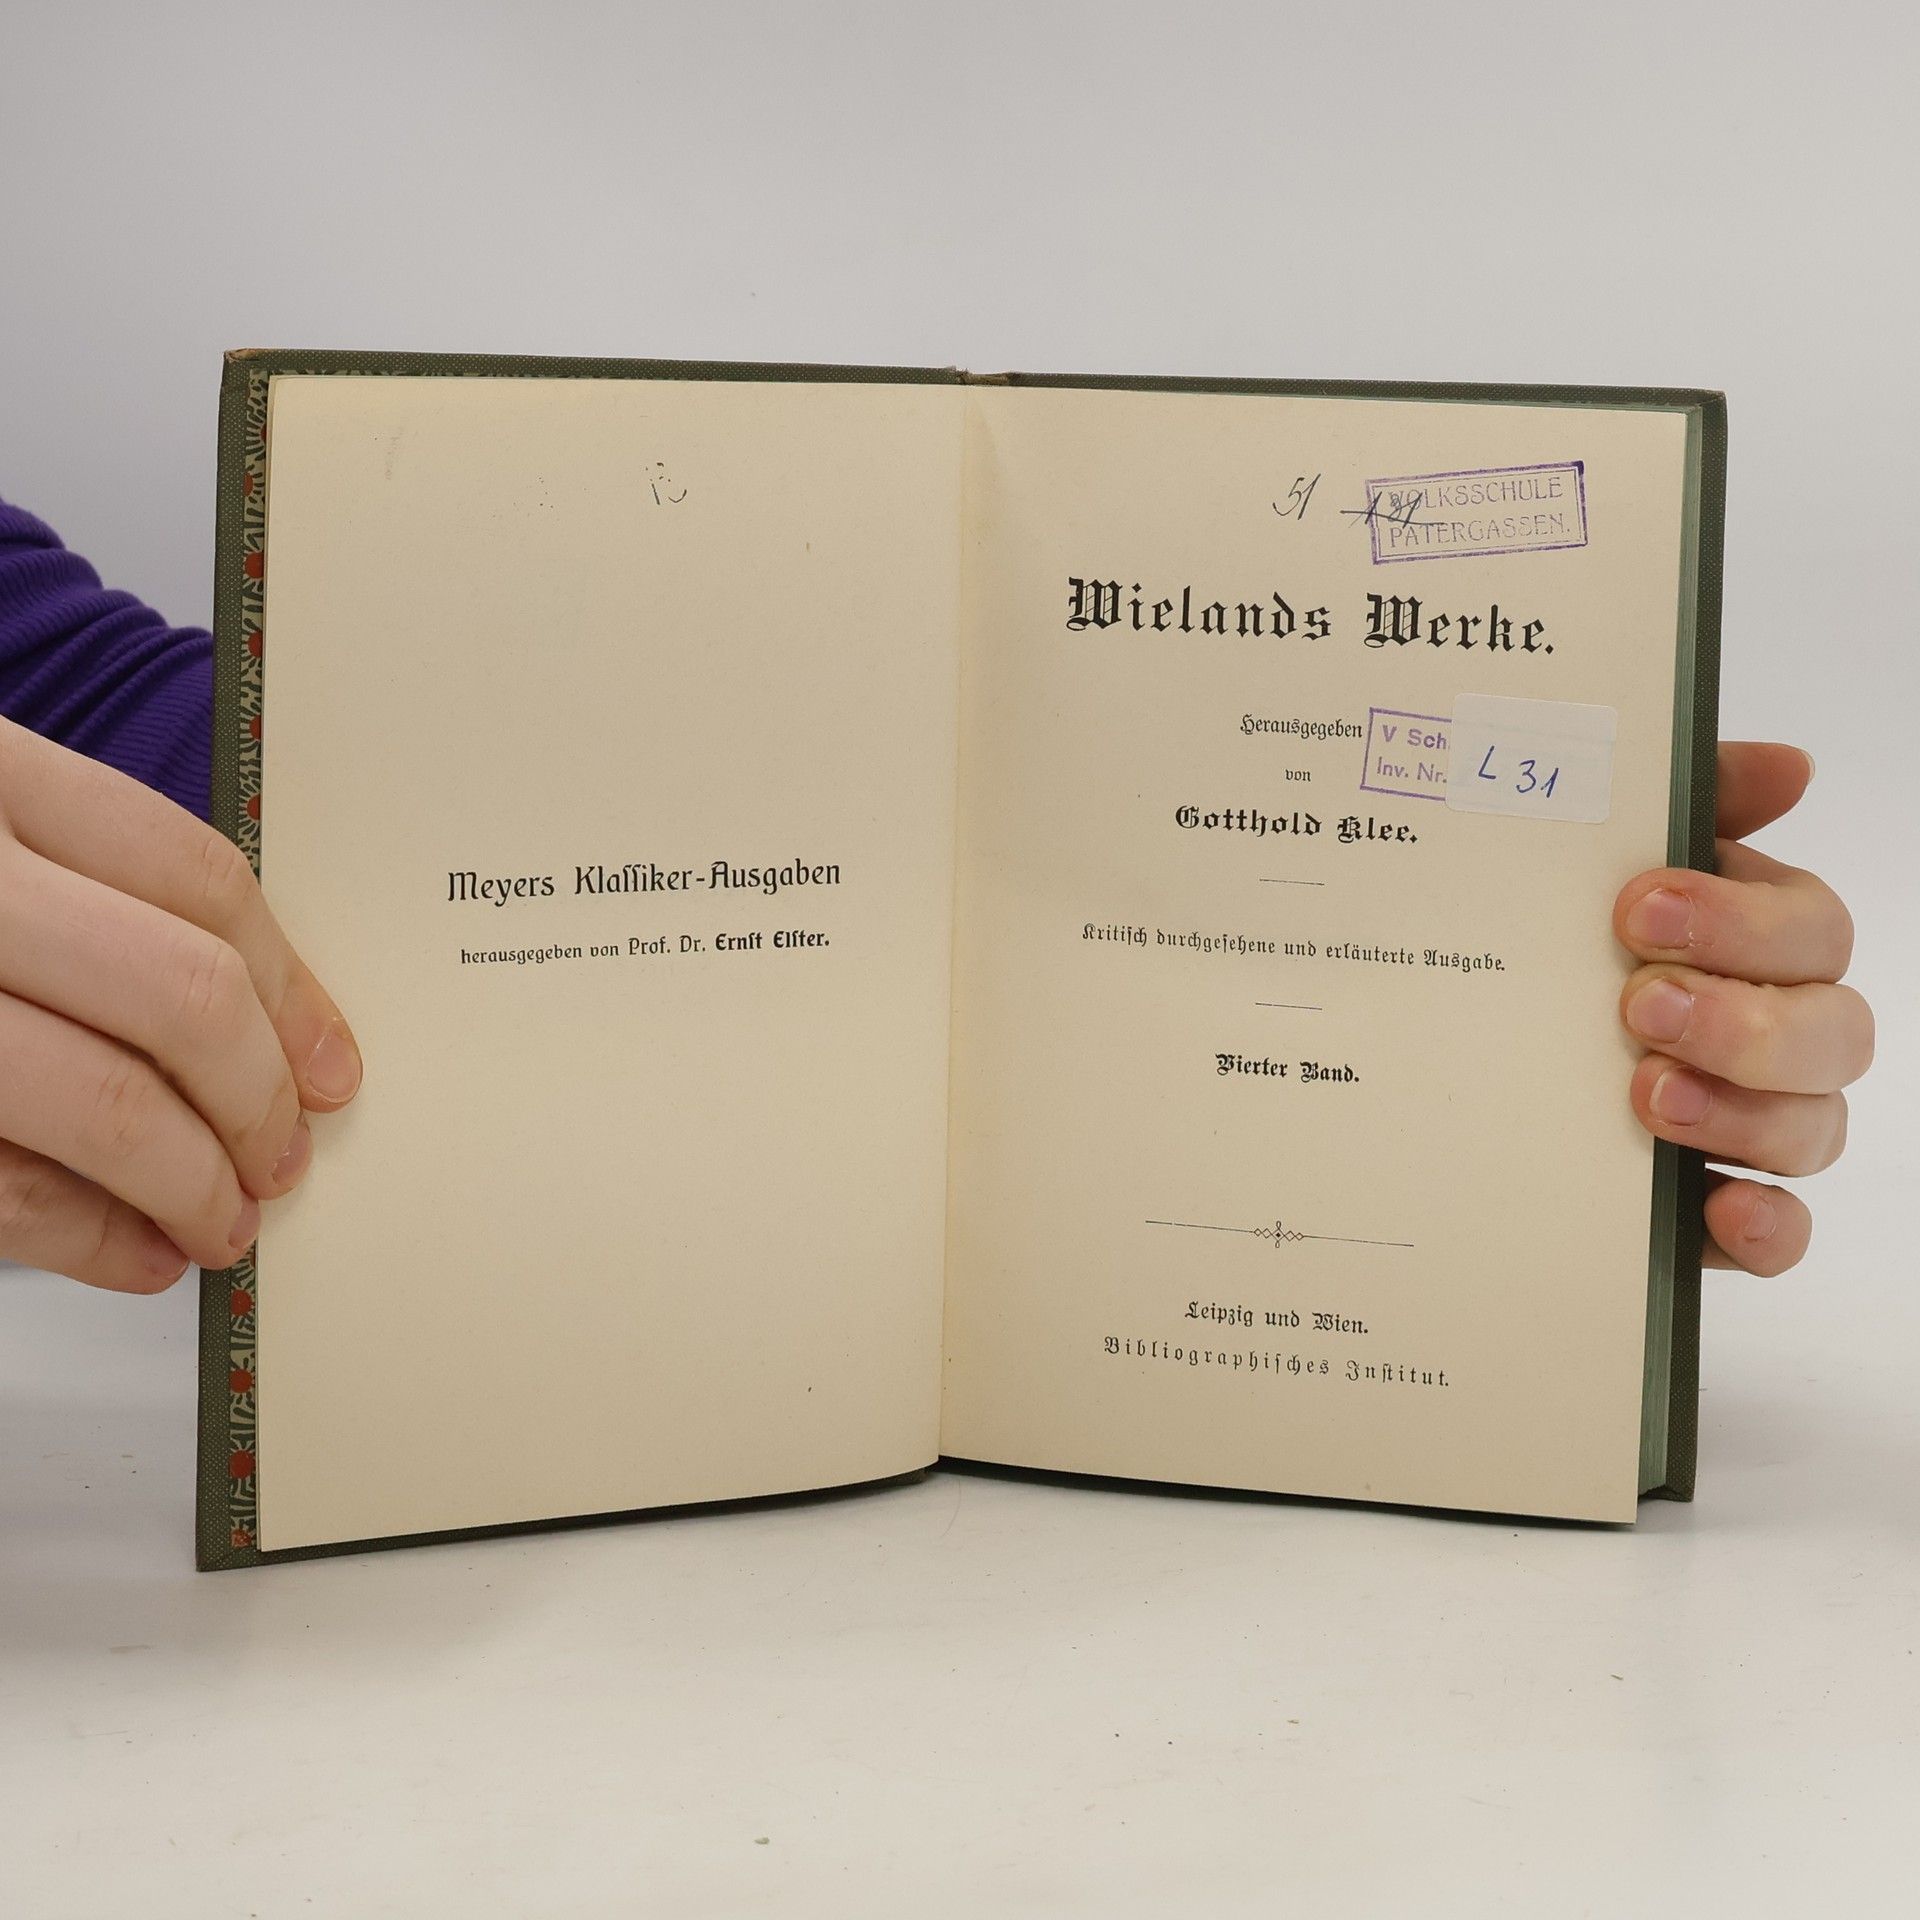 Meyers Klassiker-Ausgaben
herausgegeben von Prof. Dr. Ernst Elster.
51 131
VOLKSSCHULE
PATERGASSEN.
Wielands Werke.
Herausgegeben
von
Gotthold Klee.
V Sch
Inv. Nr.
L 31
Kritisch durchgesehene und erläuterte Ausgabe.
Vierter Band.
Leipzig und Wien.
Bibliographisches Institut.